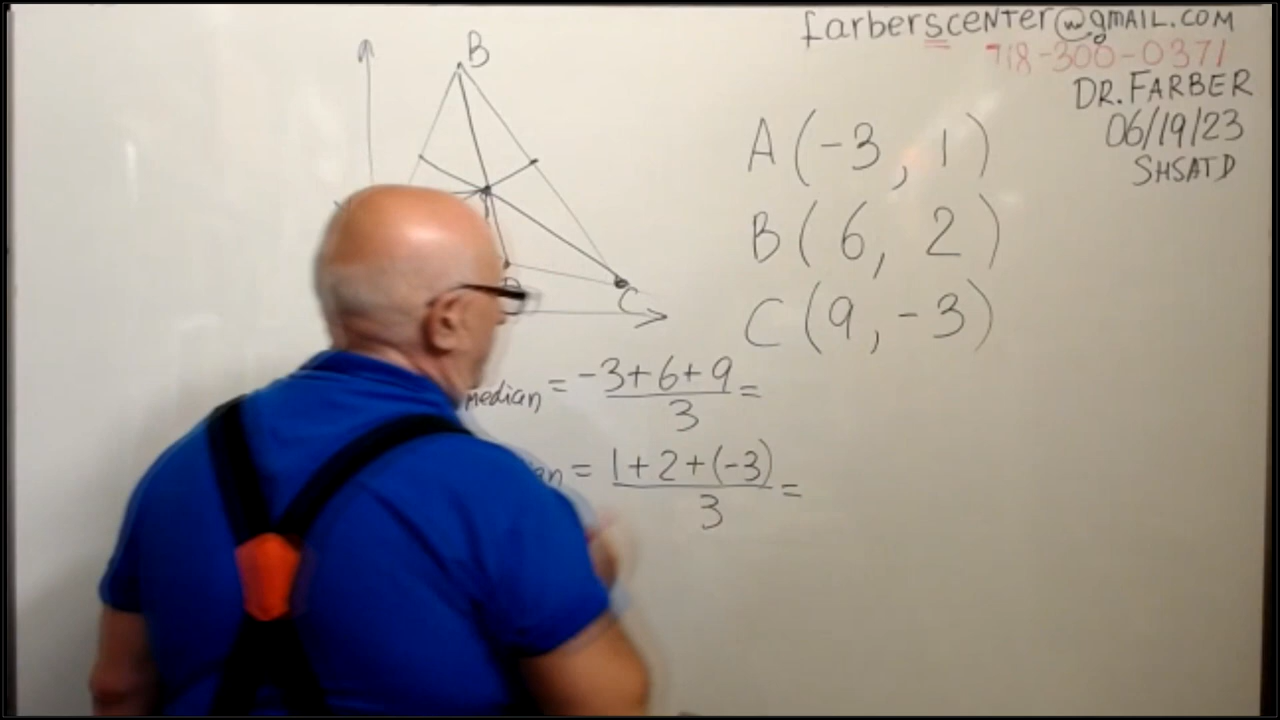 farberscenter@gmail.com
718-300-0371
DR. FARBER
06/19/23
SHSATD
B
C
A(-3, 1)
B(6, 2)
C(9, -3)
median = -3+6+9 / 3 =
= 1+2+(-3) / 3 =